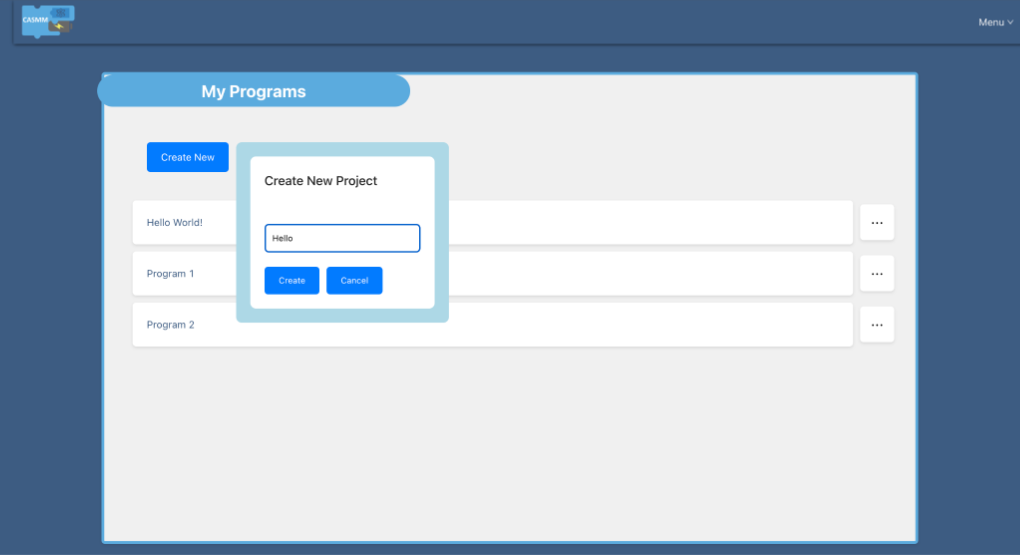 CASMM
Menu
My Programs
Create New
Create New Project
Hello World!
...
Hello
Program 1
...
Create
Cancel
Program 2
...